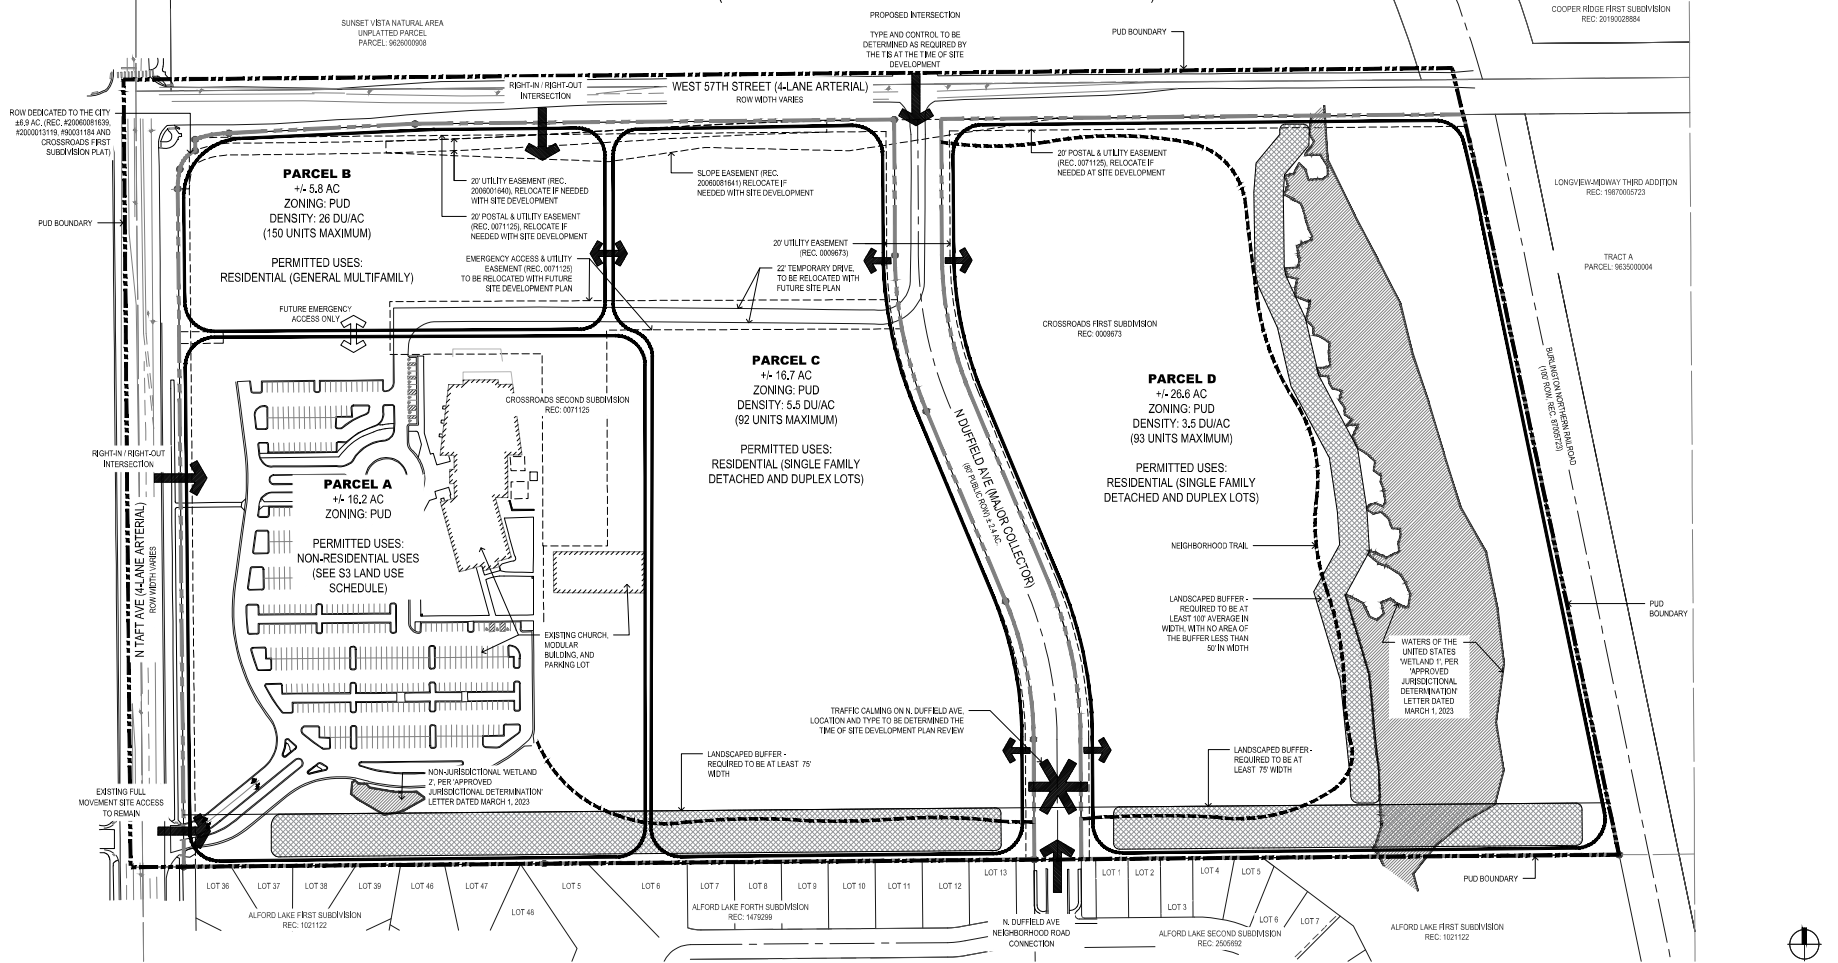 SUNSET VISTA NATURAL AREA
UNPLATTED PARCEL
PARCEL: 9626000908
PROPOSED INTERSECTION
TYPE AND CONTROL TO BE
DETERMINED AS REQUIRED BY
THE TIS AT THE TIME OF SITE
DEVELOPMENT
PUD BOUNDARY
COOPER RIDGE FIRST SUBDIVISION
REC: 20190028884
RIGHT-IN / RIGHT-OUT
INTERSECTION
WEST 57TH STREET (4-LANE ARTERIAL)
ROW WIDTH VARIES
ROW DEDICATED TO THE CITY
±6.9 AC, (REC, #20060081639,
#2000013119, #90031184 AND
CROSSROADS FIRST
SUBDIVISION PLAT)
PUD BOUNDARY
PARCEL B
+/- 5.8 AC
ZONING: PUD
DENSITY: 26 DU/AC
(150 UNITS MAXIMUM)
PERMITTED USES:
RESIDENTIAL (GENERAL MULTIFAMILY)
20' UTILITY EASEMENT (REC.
2006001640), RELOCATE IF NEEDED
WITH SITE DEVELOPMENT
20' POSTAL & UTILITY EASEMENT
(REC, 0071125), RELOCATE IF
NEEDED WITH SITE DEVELOPMENT
EMERGENCY ACCESS & UTILITY
EASEMENT (REC. 0071125)
TO BE RELOCATED WITH FUTURE
SITE DEVELOPMENT PLAN
SLOPE EASEMENT (REC.
20060081641) RELOCATE IF
NEEDED WITH SITE DEVELOPMENT
20' UTILITY EASEMENT
(REC. 0009673)
22' TEMPORARY DRIVE,
TO BE RELOCATED WITH
FUTURE SITE PLAN
20' POSTAL & UTILITY EASEMENT
(REC. 0071125), RELOCATE IF
NEEDED AT SITE DEVELOPMENT
LONGVIEW-MIDWAY THIRD ADDITION
REC: 19870005723
TRACT A
PARCEL: 9635000004
FUTURE EMERGENCY
ACCESS ONLY
CROSSROADS FIRST SUBDIVISION
REC: 0009673
CROSSROADS SECOND SUBDIVISION
REC: 0071125
PARCEL C
+/- 16.7 AC
ZONING: PUD
DENSITY: 5.5 DU/AC
(92 UNITS MAXIMUM)
PERMITTED USES:
RESIDENTIAL (SINGLE FAMILY
DETACHED AND DUPLEX LOTS)
PARCEL D
+/- 26.6 AC
ZONING: PUD
DENSITY: 3.5 DU/AC
(93 UNITS MAXIMUM)
PERMITTED USES:
RESIDENTIAL (SINGLE FAMILY
DETACHED AND DUPLEX LOTS)
BURLINGTON NORTHERN RAILROAD
(100' ROW, REC. 87005723)
N DUFFIELD AVE (MAJOR COLLECTOR)
(80' PUBLIC ROW) ± 2.4 AC.
RIGHT-IN / RIGHT-OUT
INTERSECTION
N TAFT AVE (4-LANE ARTERIAL)
ROW WIDTH VARIES
PARCEL A
+/- 16.2 AC
ZONING: PUD
PERMITTED USES:
NON-RESIDENTIAL USES
(SEE S3 LAND USE
SCHEDULE)
EXISTING CHURCH,
MODULAR
BUILDING, AND
PARKING LOT
NEIGHBORHOOD TRAIL
LANDSCAPED BUFFER -
REQUIRED TO BE AT
LEAST 100' AVERAGE IN
WIDTH, WITH NO AREA OF
THE BUFFER LESS THAN
50' IN WIDTH
WATERS OF THE
UNITED STATES
'WETLAND 1', PER
'APPROVED
JURISDICTIONAL
DETERMINATION'
LETTER DATED
MARCH 1, 2023
PUD
BOUNDARY
TRAFFIC CALMING ON N. DUFFIELD AVE.
LOCATION AND TYPE TO BE DETERMINED THE
TIME OF SITE DEVELOPMENT PLAN REVIEW
LANDSCAPED BUFFER -
REQUIRED TO BE AT LEAST 75'
WIDTH
LANDSCAPED BUFFER -
REQUIRED TO BE AT
LEAST 75' WIDTH
NON-JURISDICTIONAL 'WETLAND
2', PER 'APPROVED
JURISDICTIONAL DETERMINATION'
LETTER DATED MARCH 1, 2023
EXISTING FULL
MOVEMENT SITE ACCESS
TO REMAIN
PUD BOUNDARY
LOT 36
LOT 37
LOT 38
LOT 39
LOT 46
LOT 47
LOT 48
LOT 5
LOT 6
LOT 7
LOT 8
LOT 9
LOT 10
LOT 11
LOT 12
LOT 13
LOT 1
LOT 2
LOT 3
LOT 4
LOT 5
LOT 6
LOT 7
ALFORD LAKE FIRST SUBDIVISION
REC: 1021122
ALFORD LAKE FORTH SUBDIVISION
REC: 1479299
N. DUFFIELD AVE.
NEIGHBORHOOD ROAD
CONNECTION
ALFORD LAKE SECOND SUBDIVISION
REC: 2505692
ALFORD LAKE FIRST SUBDIVISION
REC: 1021122